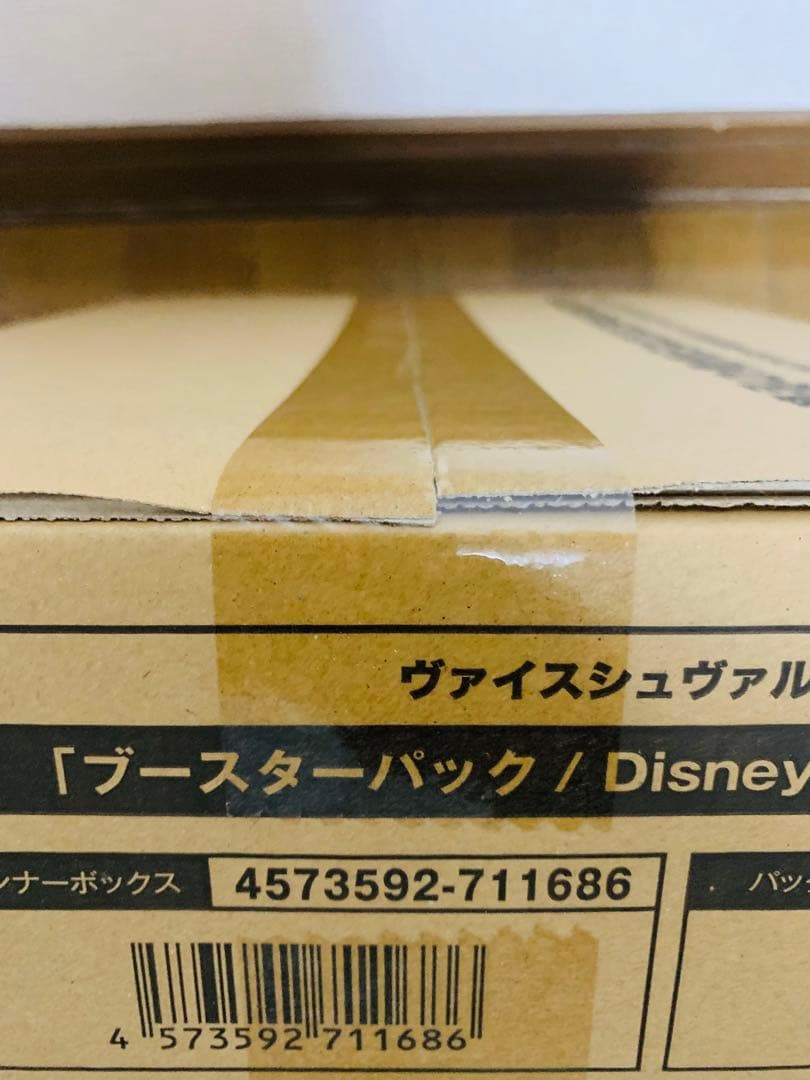 ヴァイスシュヴァル
「ブースターパック / Disney
ンナーボックス 4573592-711686
パッ
4 573592 711686